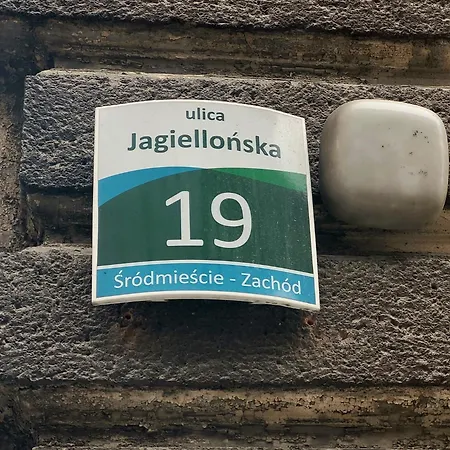 ulica
Jagiellońska
19
Śródmieście - Zachód